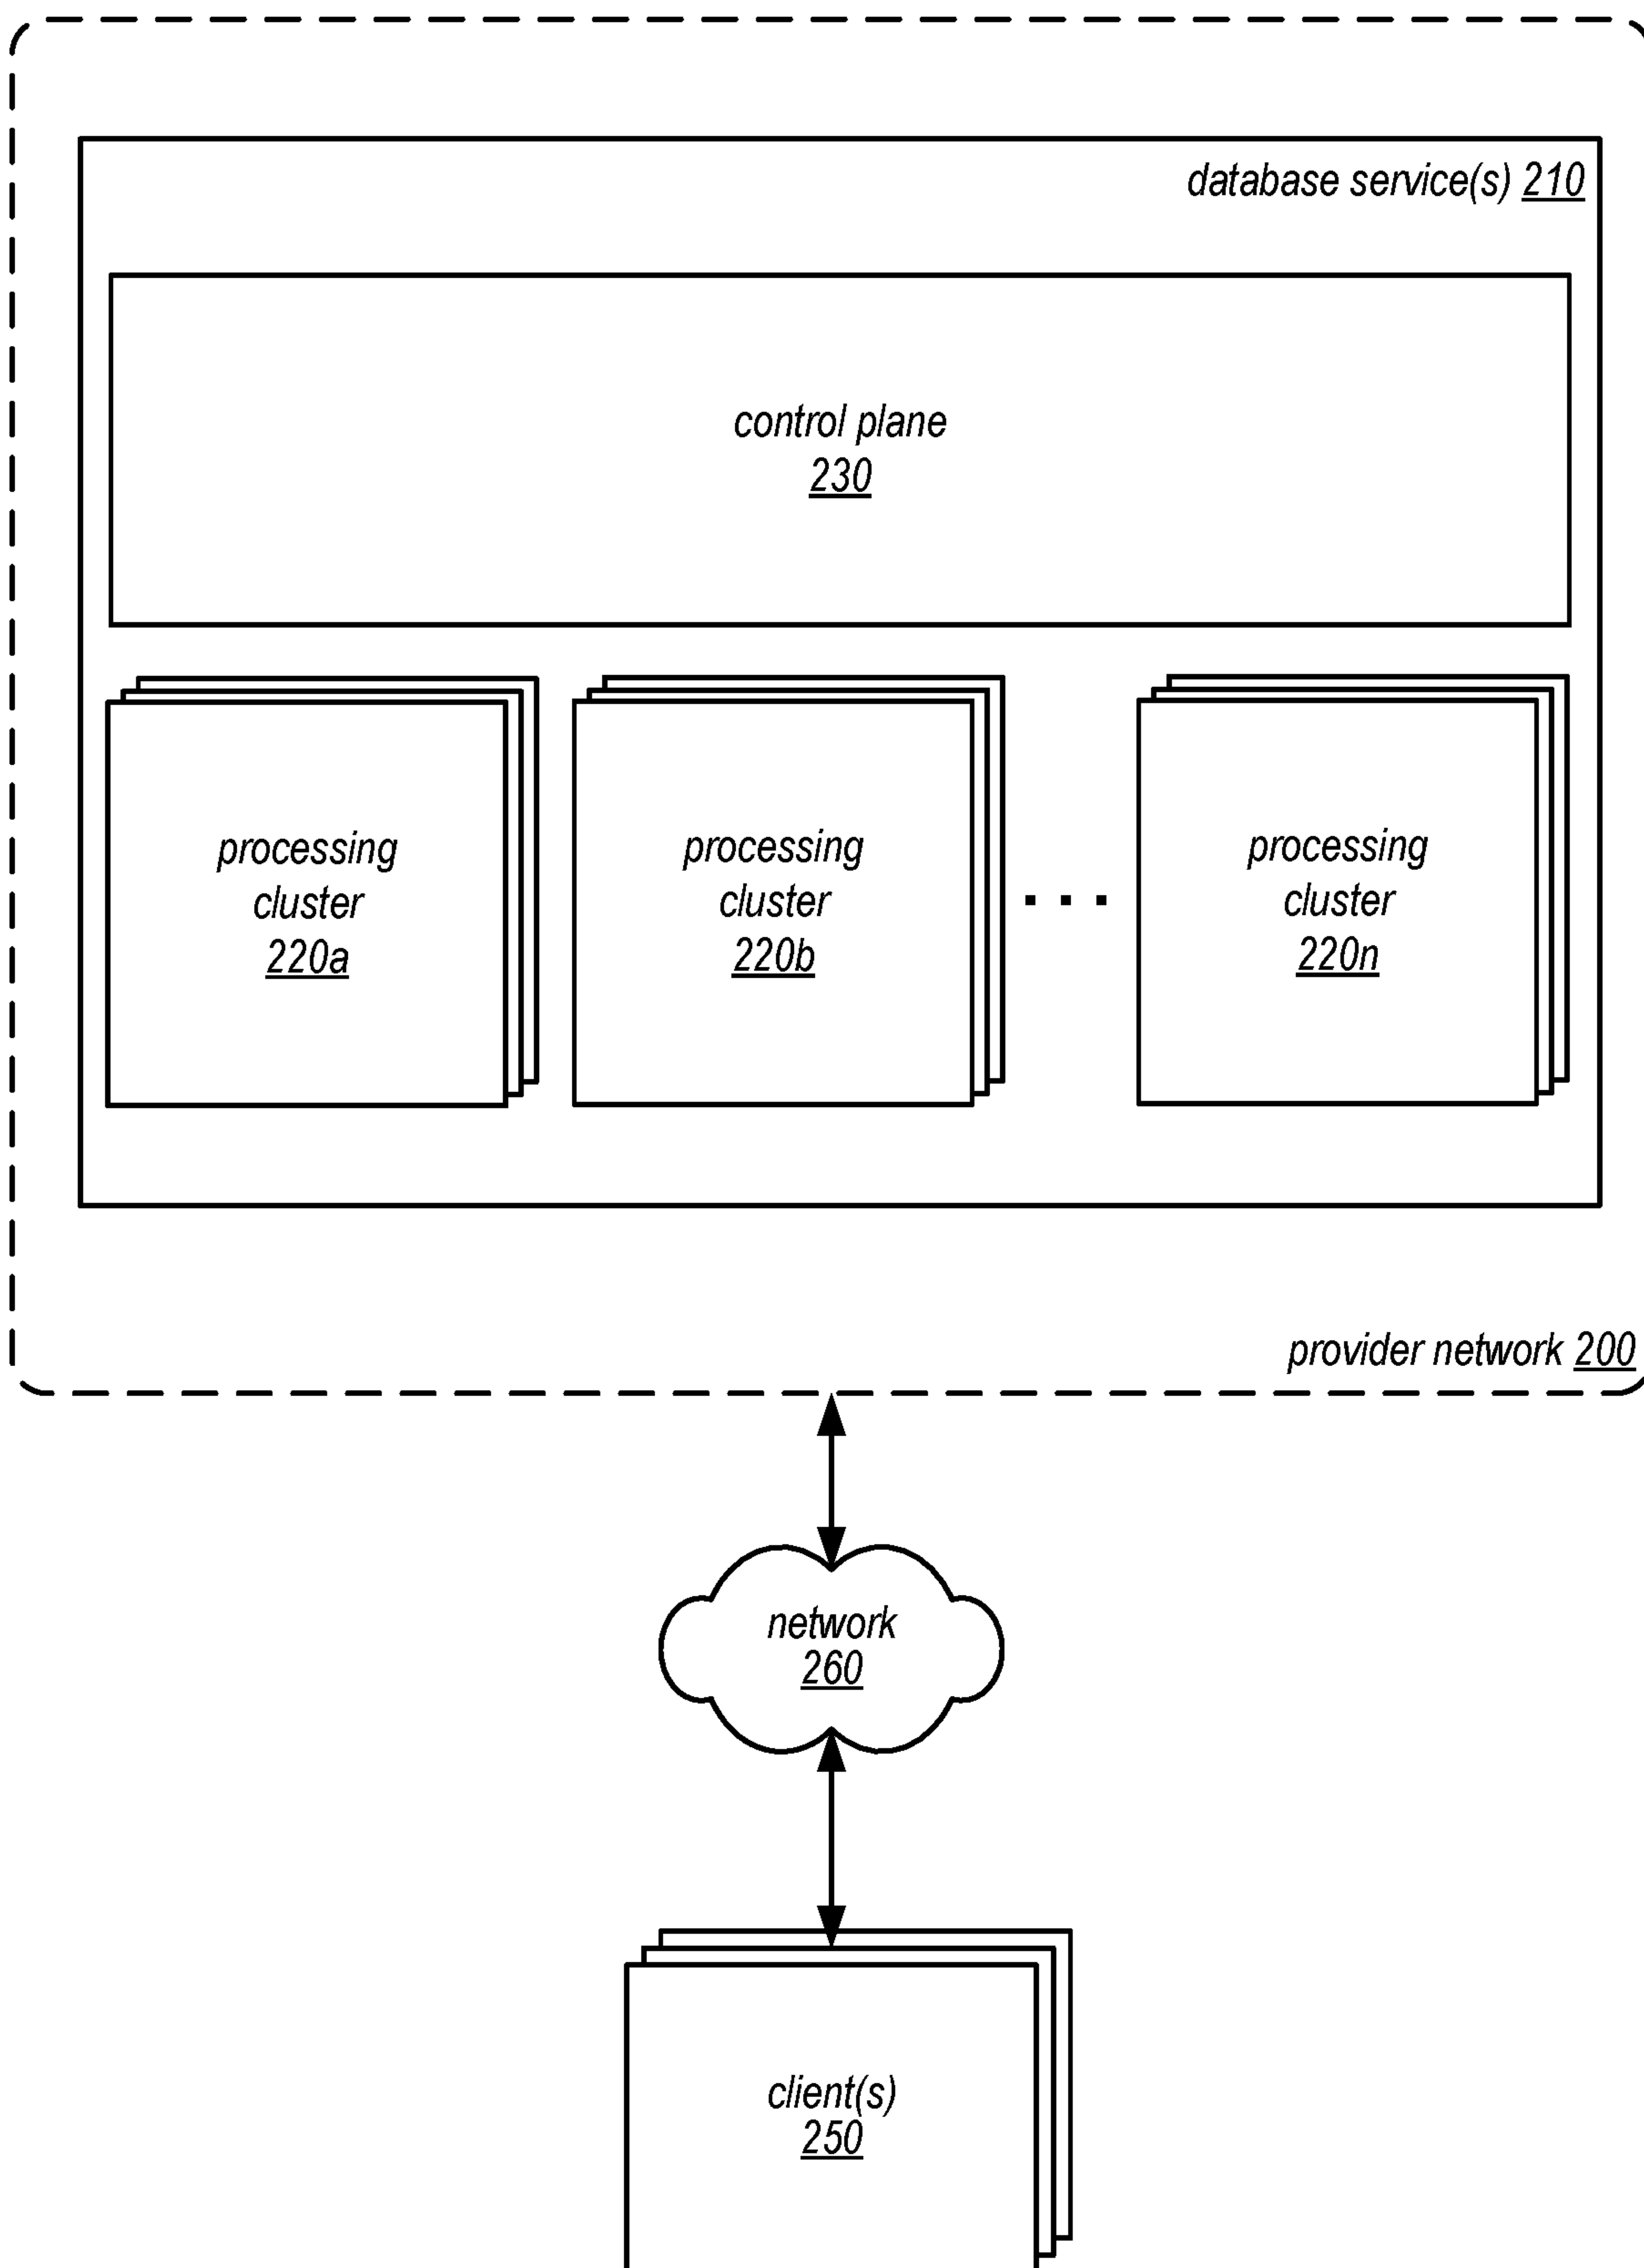 database service(s) 210
control plane
230
processing
cluster
220a
processing
cluster
220b
. . .
processing
cluster
220n
provider network 200
network
260
client(s)
250